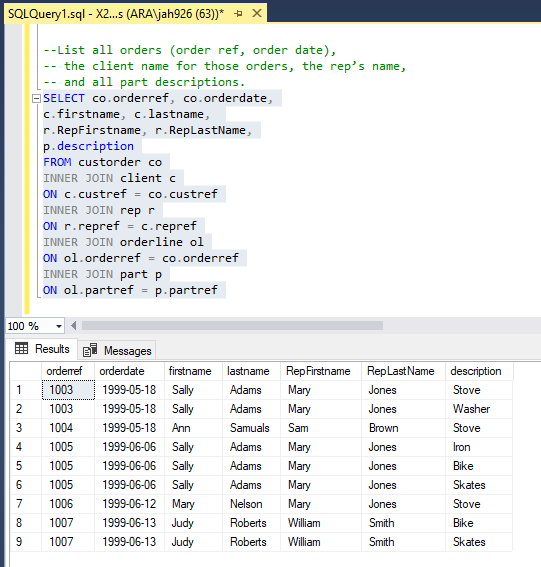 SQLQuery1.sql - X2...s (ARA\jah926 (63))*
--List all orders (order ref, order date),
-- the client name for those orders, the rep's name,
-- and all part descriptions.
SELECT co.orderref, co.orderdate,
c.firstname, c.lastname,
r.RepFirstname, r.RepLastName,
p.description
FROM custorder co
INNER JOIN client c
ON c.custref = co.custref
INNER JOIN rep r
ON r.repref = c.repref
INNER JOIN orderline ol
ON ol.orderref = co.orderref
INNER JOIN part p
ON ol.partref = p.partref
100 %
Results Messages
orderref orderdate firstname lastname RepFirstname RepLastName description
1 1003 1999-05-18 Sally Adams Mary Jones Stove
2 1003 1999-05-18 Sally Adams Mary Jones Washer
3 1004 1999-05-18 Ann Samuals Sam Brown Stove
4 1005 1999-06-06 Sally Adams Mary Jones Iron
5 1005 1999-06-06 Sally Adams Mary Jones Bike
6 1005 1999-06-06 Sally Adams Mary Jones Skates
7 1006 1999-06-12 Mary Nelson Mary Jones Stove
8 1007 1999-06-13 Judy Roberts William Smith Bike
9 1007 1999-06-13 Judy Roberts William Smith Skates